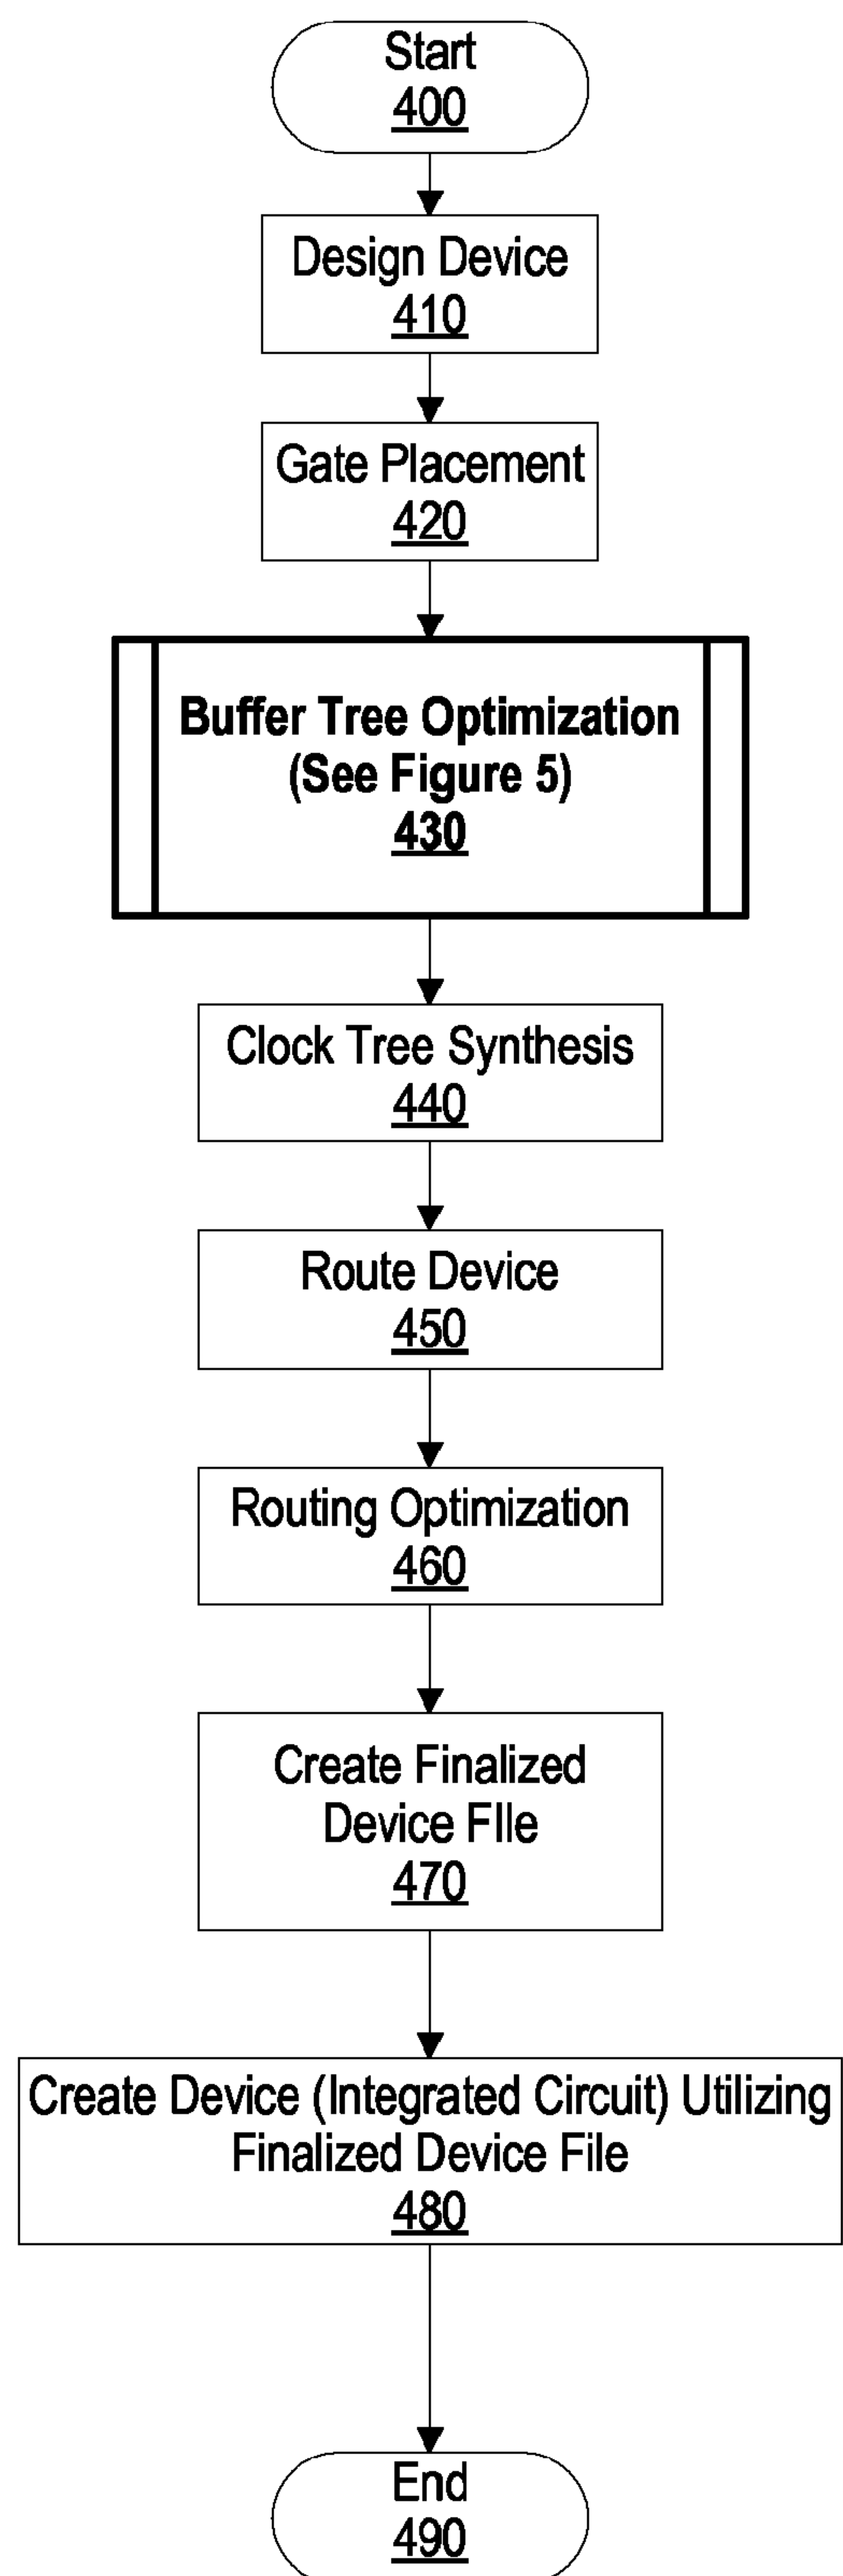 Start
400
Design Device
410
Gate Placement
420
Buffer Tree Optimization
(See Figure 5)
430
Clock Tree Synthesis
440
Route Device
450
Routing Optimization
460
Create Finalized
Device FIle
470
Create Device (Integrated Circuit) Utilizing
Finalized Device File
480
End
490